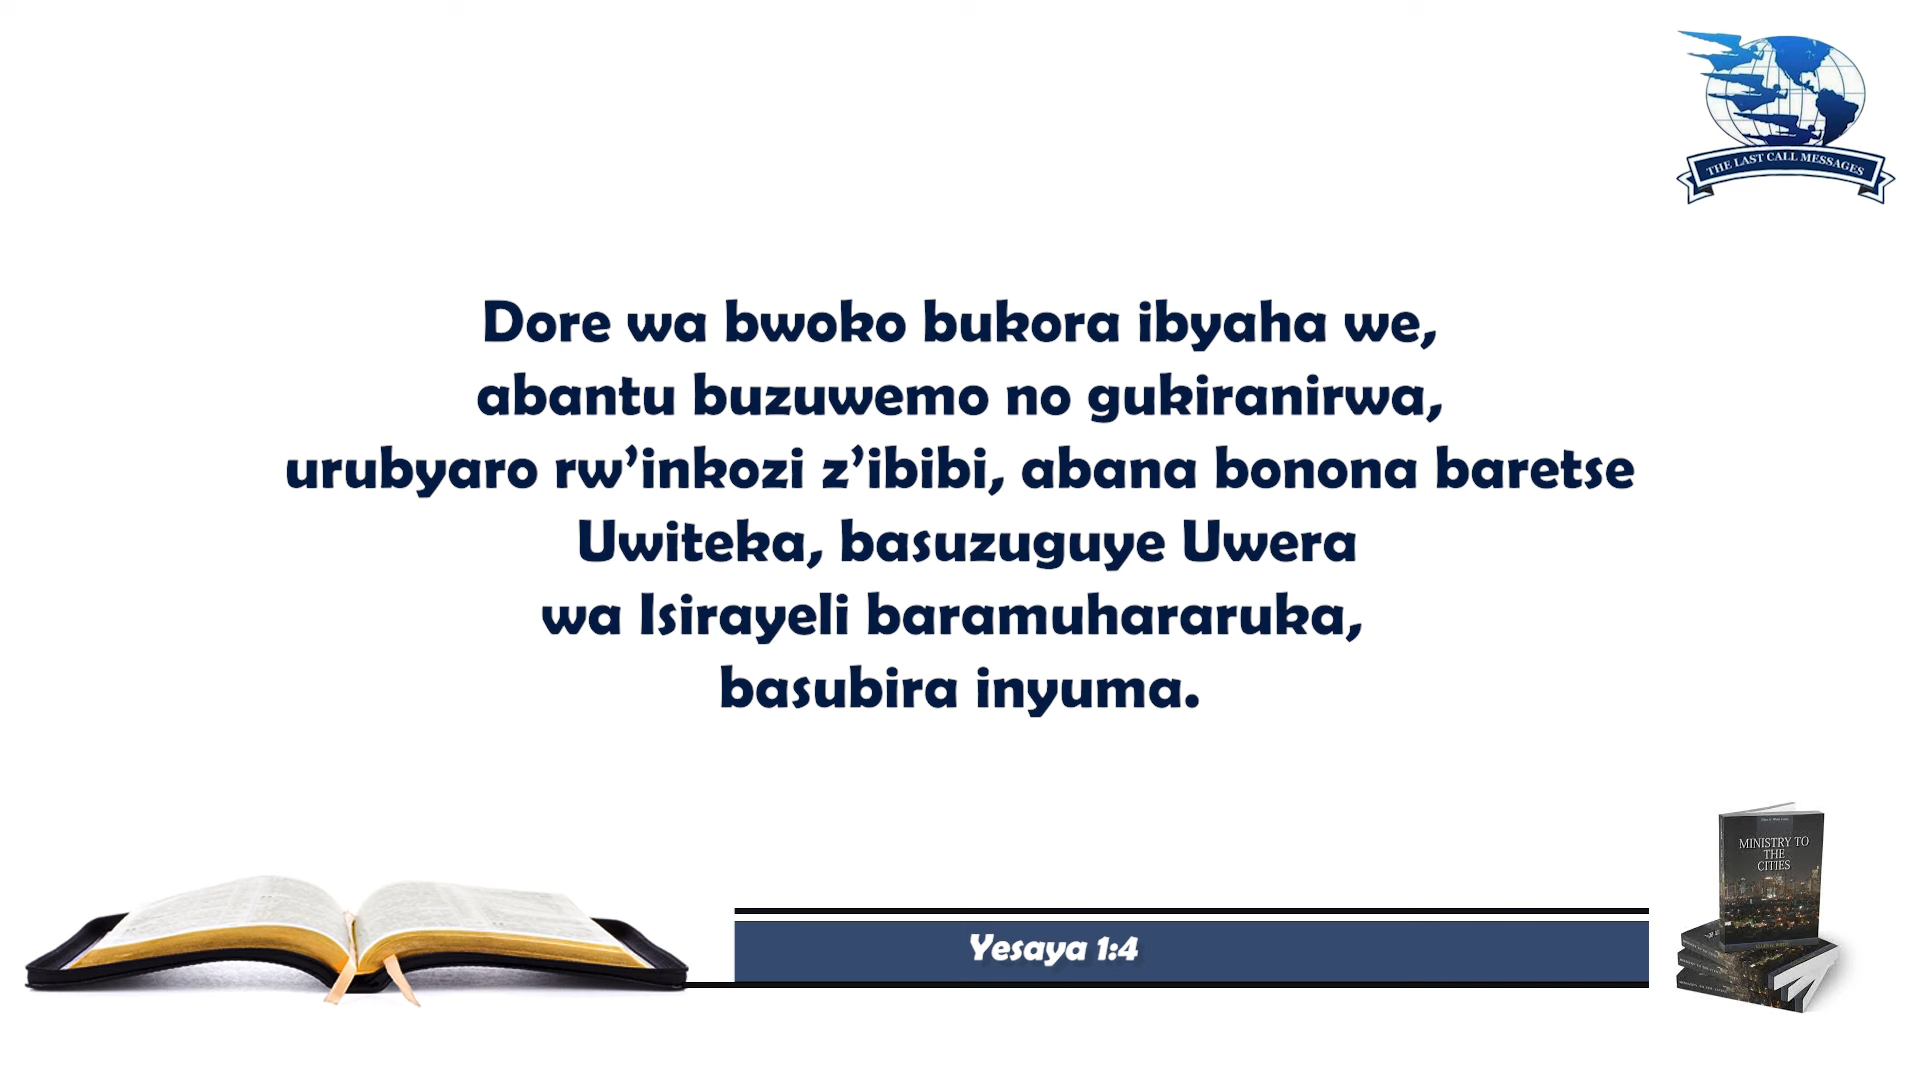 THE LAST CALL MESSAGES
Dore wa bwoko bukora ibyaha we,
abantu buzuwemo no gukiranirwa,
urubyaro rw’inkozi z’ibibi, abana bonona baretse
Uwiteka, basuzuguye Uwera
wa Isirayeli baramuhararuka,
basubira inyuma.
MINISTRY TO
THE
CITIES
Yesaya 1:4